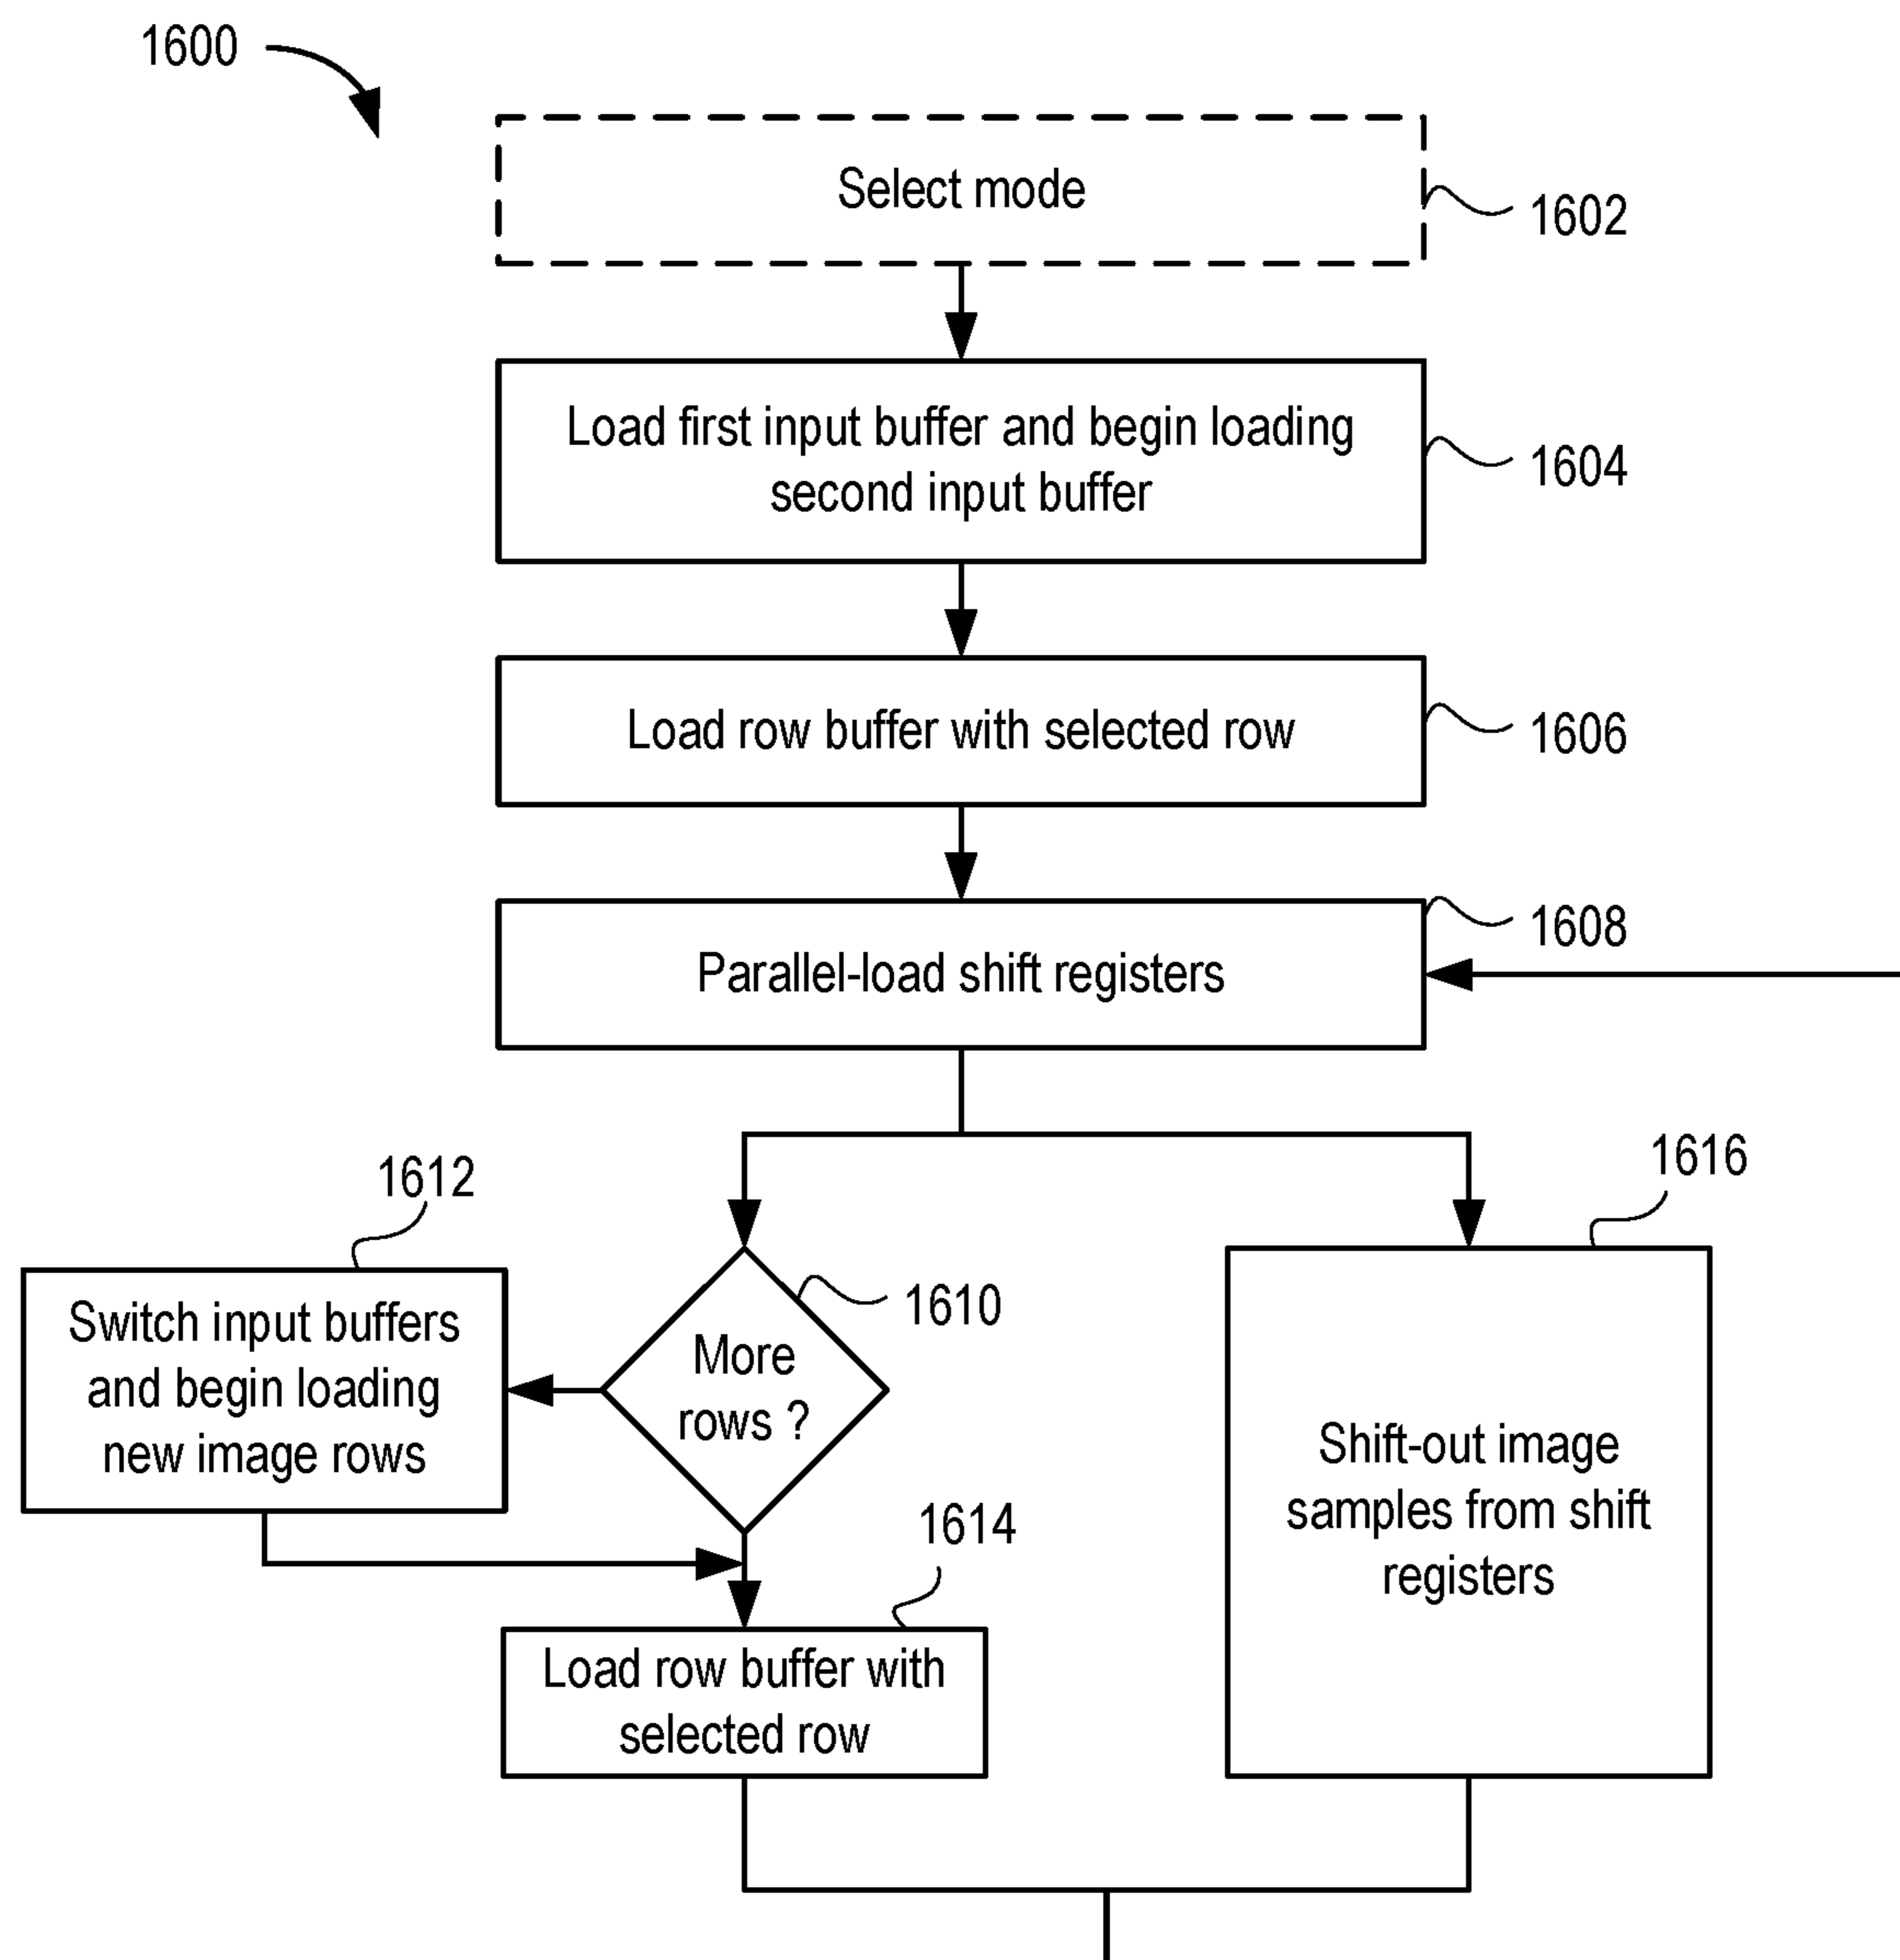 1600
Select mode
1602
Load first input buffer and begin loading
second input buffer
1604
Load row buffer with selected row
1606
Parallel-load shift registers
1608
1612
1616
Switch input buffers
and begin loading
new image rows
More
rows ?
1610
Shift-out image
samples from shift
registers
1614
Load row buffer with
selected row